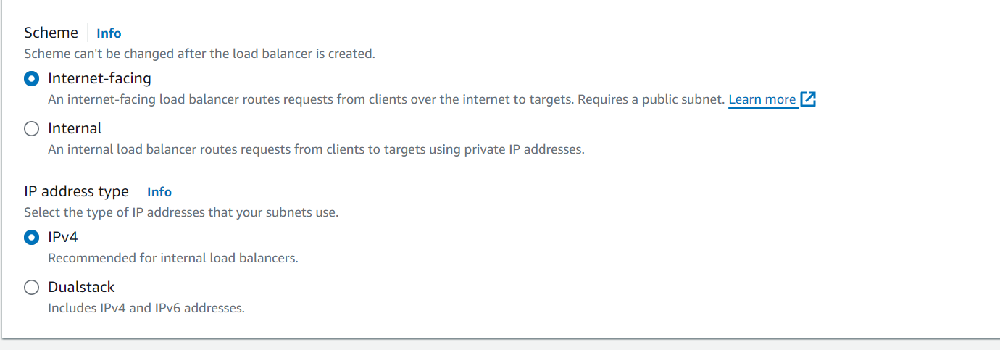 Scheme Info
Scheme can't be changed after the load balancer is created.
Internet-facing
An internet-facing load balancer routes requests from clients over the internet to targets. Requires a public subnet. Learn more
Internal
An internal load balancer routes requests from clients to targets using private IP addresses.
IP address type Info
Select the type of IP addresses that your subnets use.
IPv4
Recommended for internal load balancers.
Dualstack
Includes IPv4 and IPv6 addresses.